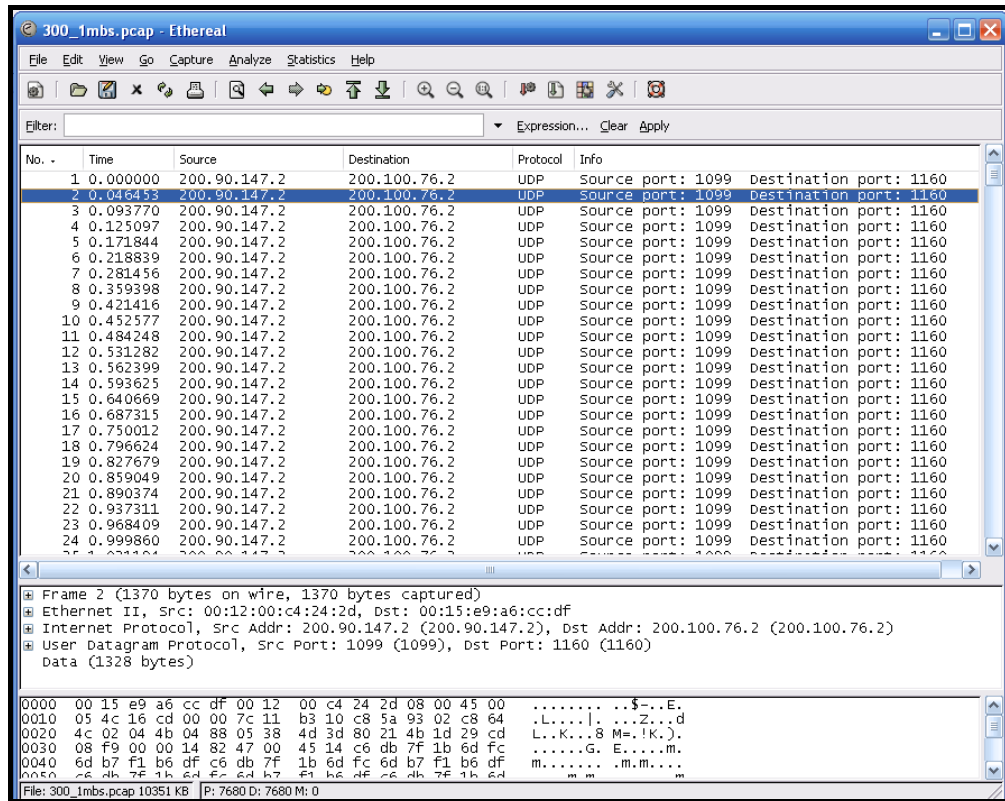 300_1mbs.pcap - Ethereal
File Edit View Go Capture Analyze Statistics Help
Filter: Expression... Clear Apply
No. Time Source Destination Protocol Info
1 0.000000 200.90.147.2 200.100.76.2 UDP Source port: 1099 Destination port: 1160
2 0.046453 200.90.147.2 200.100.76.2 UDP Source port: 1099 Destination port: 1160
3 0.093770 200.90.147.2 200.100.76.2 UDP Source port: 1099 Destination port: 1160
4 0.125097 200.90.147.2 200.100.76.2 UDP Source port: 1099 Destination port: 1160
5 0.171844 200.90.147.2 200.100.76.2 UDP Source port: 1099 Destination port: 1160
6 0.218839 200.90.147.2 200.100.76.2 UDP Source port: 1099 Destination port: 1160
7 0.281456 200.90.147.2 200.100.76.2 UDP Source port: 1099 Destination port: 1160
8 0.359398 200.90.147.2 200.100.76.2 UDP Source port: 1099 Destination port: 1160
9 0.421416 200.90.147.2 200.100.76.2 UDP Source port: 1099 Destination port: 1160
10 0.452577 200.90.147.2 200.100.76.2 UDP Source port: 1099 Destination port: 1160
11 0.484248 200.90.147.2 200.100.76.2 UDP Source port: 1099 Destination port: 1160
12 0.531282 200.90.147.2 200.100.76.2 UDP Source port: 1099 Destination port: 1160
13 0.562399 200.90.147.2 200.100.76.2 UDP Source port: 1099 Destination port: 1160
14 0.593625 200.90.147.2 200.100.76.2 UDP Source port: 1099 Destination port: 1160
15 0.640669 200.90.147.2 200.100.76.2 UDP Source port: 1099 Destination port: 1160
16 0.687315 200.90.147.2 200.100.76.2 UDP Source port: 1099 Destination port: 1160
17 0.750012 200.90.147.2 200.100.76.2 UDP Source port: 1099 Destination port: 1160
18 0.796624 200.90.147.2 200.100.76.2 UDP Source port: 1099 Destination port: 1160
19 0.827679 200.90.147.2 200.100.76.2 UDP Source port: 1099 Destination port: 1160
20 0.859049 200.90.147.2 200.100.76.2 UDP Source port: 1099 Destination port: 1160
21 0.890374 200.90.147.2 200.100.76.2 UDP Source port: 1099 Destination port: 1160
22 0.937311 200.90.147.2 200.100.76.2 UDP Source port: 1099 Destination port: 1160
23 0.968409 200.90.147.2 200.100.76.2 UDP Source port: 1099 Destination port: 1160
24 0.999860 200.90.147.2 200.100.76.2 UDP Source port: 1099 Destination port: 1160
Frame 2 (1370 bytes on wire, 1370 bytes captured)
Ethernet II, Src: 00:12:00:c4:24:2d, Dst: 00:15:e9:a6:cc:df
Internet Protocol, Src Addr: 200.90.147.2 (200.90.147.2), Dst Addr: 200.100.76.2 (200.100.76.2)
User Datagram Protocol, Src Port: 1099 (1099), Dst Port: 1160 (1160)
Data (1328 bytes)
0000 00 15 e9 a6 cc df 00 12 00 c4 24 2d 08 00 45 00 ........ ..$-..E.
0010 05 4c 16 cd 00 00 7c 11 b3 10 c8 5a 93 02 c8 64 .L....|. ...Z...d
0020 4c 02 04 4b 04 88 05 38 4d 3d 80 21 4b 1d 29 cd L..K...8 M=.!K.).
0030 08 f9 00 00 14 82 47 00 45 14 c6 db 7f 1b 6d fc ......G. E.....m.
0040 6d b7 f1 b6 df c6 db 7f 1b 6d fc 6d b7 f1 b6 df m....... .m.m....
0050 c6 db 7f 1b 6d fc 6d b7 f1 b6 df c6 db 7f 1b 6d
File: 300_1mbs.pcap 10351 KB P: 7680 D: 7680 M: 0